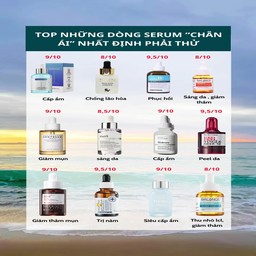 TOP NHỮNG DÒNG SERUM “CHÂN
ÁI” NHẤT ĐỊNH PHẢI THỬ
9/10 8/10 9,5/10 8/10
Cấp ẩm Chống lão hóa Phục hồi Sáng da , giảm
thâm
9/10 8,5/10 9/10 9,5/10
Giảm mụn sáng da Cấp ẩm Peel da
9/10 9,5/10 9/10 8/10
Giảm thâm mụn Trị nám Siêu cấp ẩm Thu nhỏ lcl,
giảm thâm